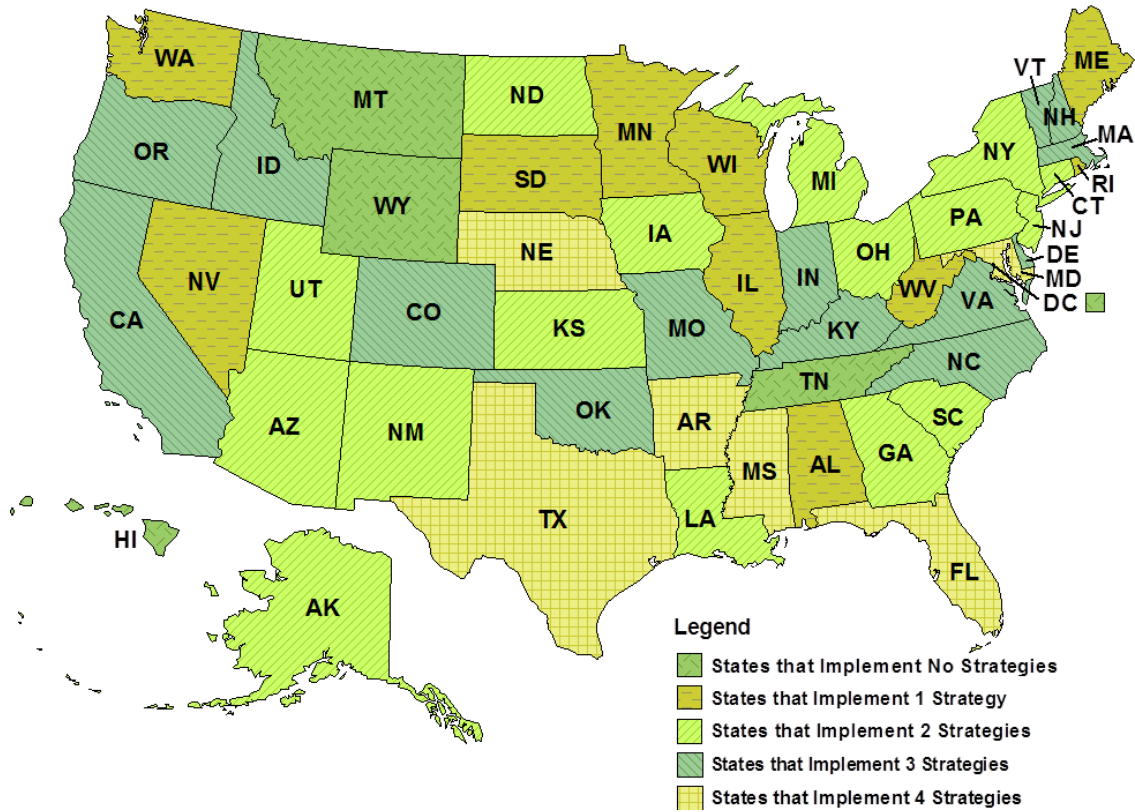 WA
ME
VT
MT
ND
NH
MN
MA
OR
ID
WI
NY
SD
MI
RI
WY
CT
PA
NJ
IA
NE
OH
DE
NV
IL
IN
MD
UT
WV
VA
DC
CO
CA
KS
MO
KY
NC
TN
OK
SC
AZ
NM
AR
GA
MS
AL
TX
LA
HI
FL
AK
Legend
States that Implement No Strategies
States that Implement 1 Strategy
States that Implement 2 Strategies
States that Implement 3 Strategies
States that Implement 4 Strategies